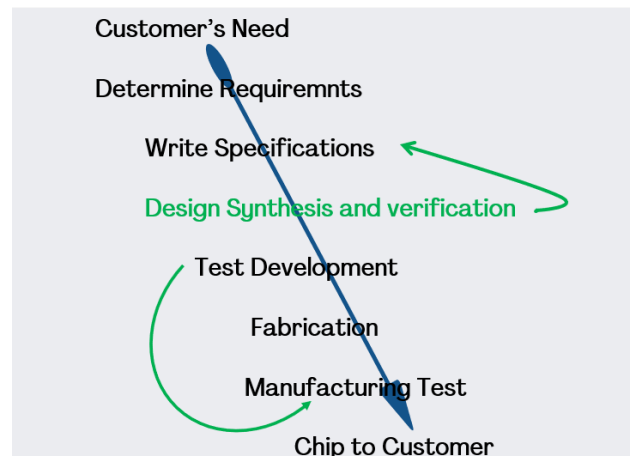 Customer's Need
Determine Requiremnts
Write Specifications
Design Synthesis and verification
Test Development
Fabrication
Manufacturing Test
Chip to Customer